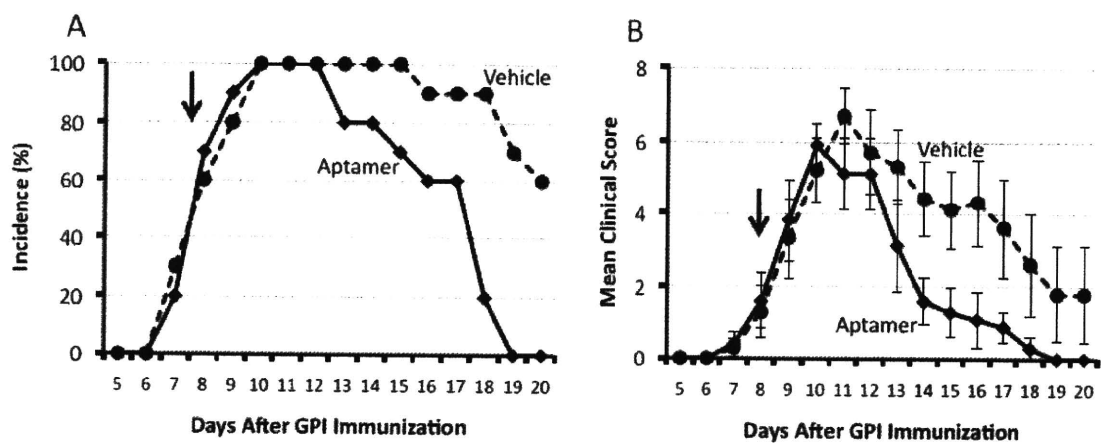 A
100
80
60
40
20
0
Incidence (%)
Vehicle
Aptamer
5 6 7 8 9 10 11 12 13 14 15 16 17 18 19 20
Days After GPI Immunization
B
8
6
4
2
0
Mean Clinical Score
Vehicle
Aptamer
5 6 7 8 9 10 11 12 13 14 15 16 17 18 19 20
Days After GPI Immunization